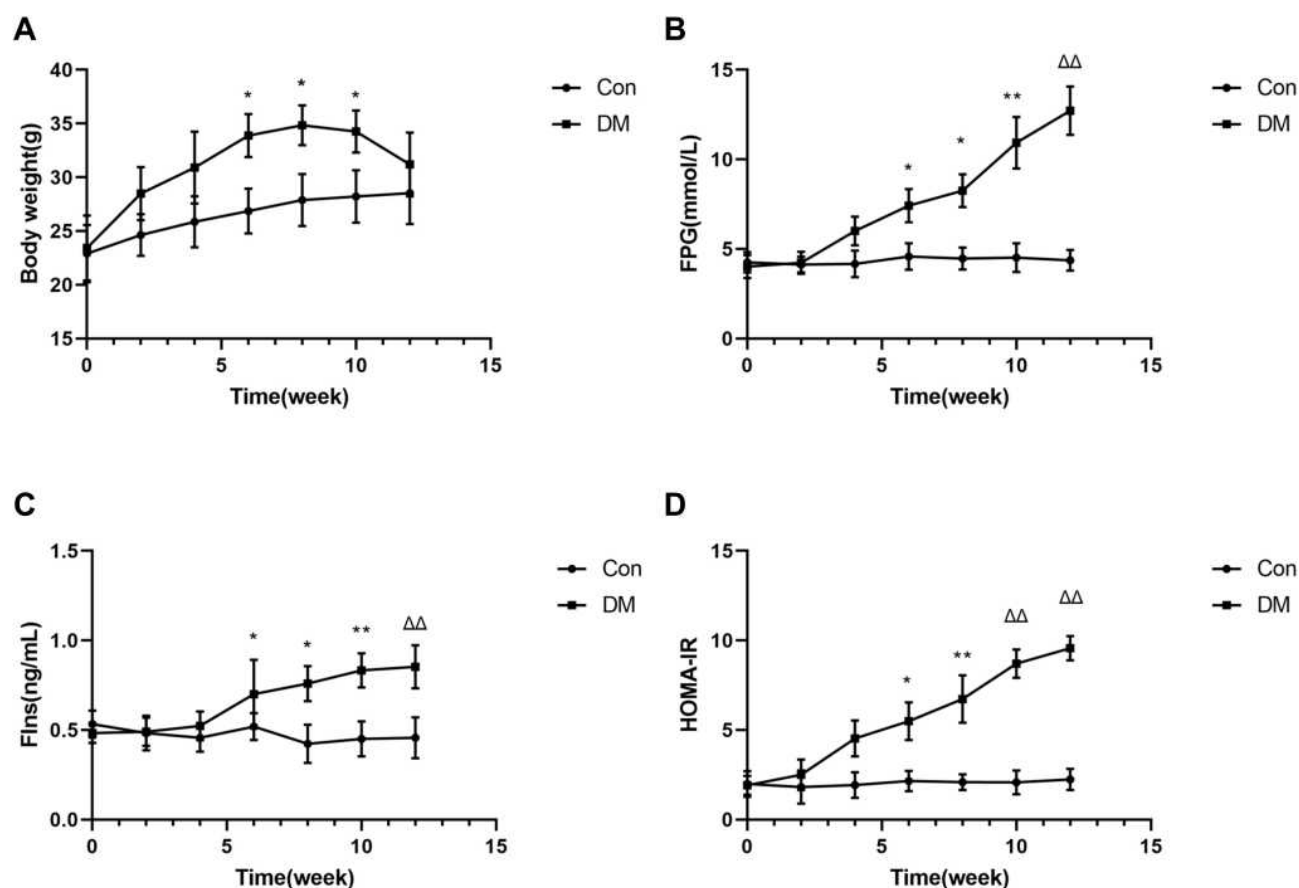 A
Body weight(g)
40
35
30
25
20
15
* * *
0 5 10 15
Time(week)
Con
DM
B
FPG(mmol/L)
15
10
5
0
* * ** ΔΔ
0 5 10 15
Time(week)
Con
DM
C
FIns(ng/mL)
1.5
1.0
0.5
0.0
* * ** ΔΔ
0 5 10 15
Time(week)
Con
DM
D
HOMA-IR
15
10
5
0
* ** ΔΔ ΔΔ
0 5 10 15
Time(week)
Con
DM